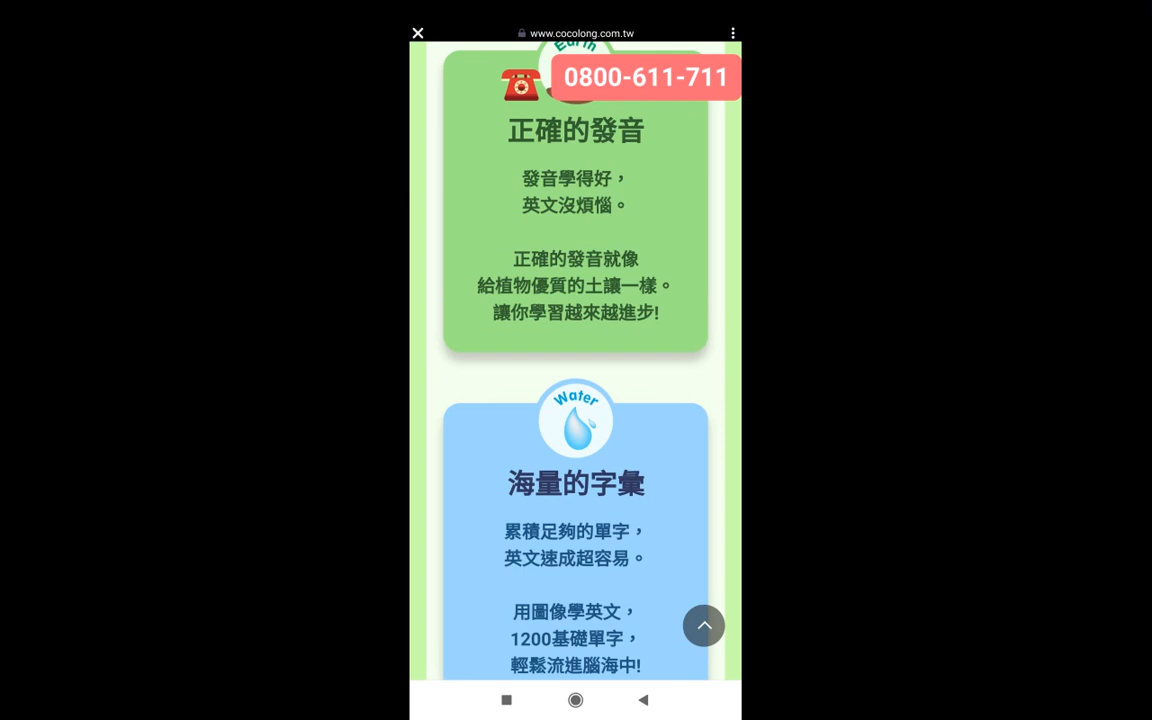 www.cocolong.com.tw
Earth
0800-611-711
正確的發音
發音學得好，
英文沒煩惱。
正確的發音就像
給植物優質的土讓一樣。
讓你學習越來越進步!
Water
海量的字彙
累積足夠的單字，
英文速成超容易。
用圖像學英文，
1200基礎單字，
輕鬆流進腦海中!